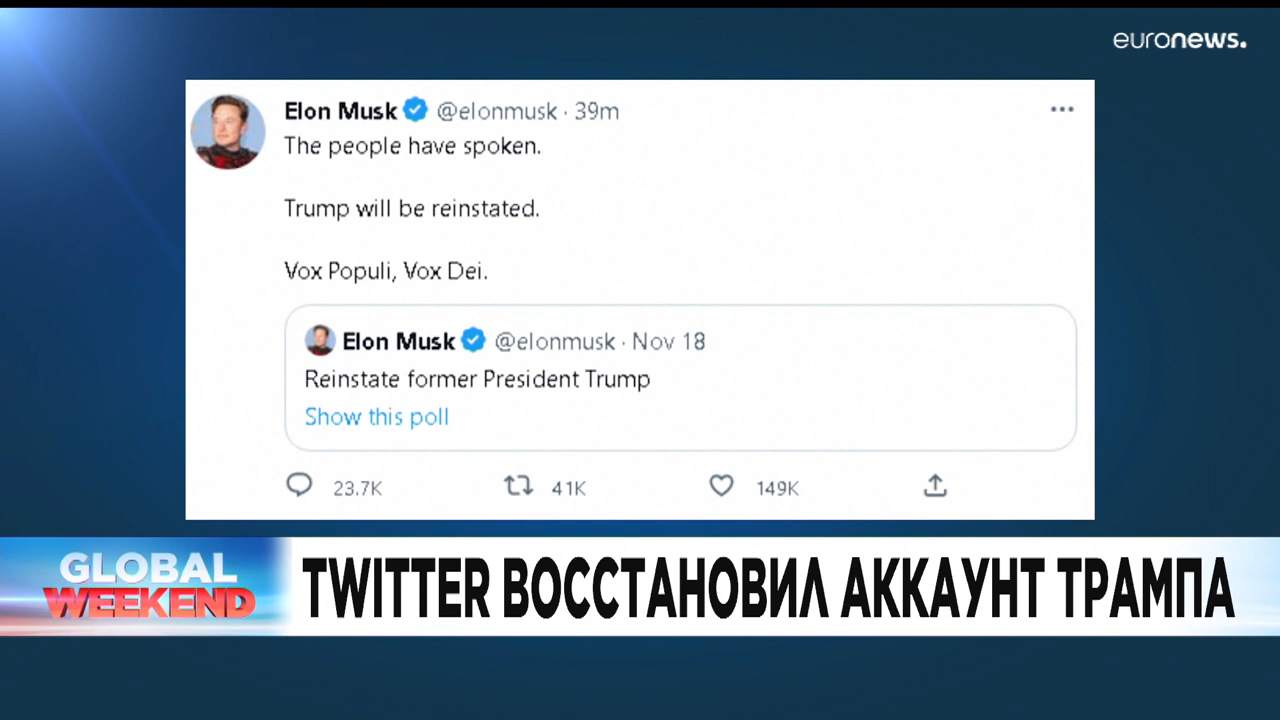 euronews.
Elon Musk @elonmusk · 39m
The people have spoken.
Trump will be reinstated.
Vox Populi, Vox Dei.
Elon Musk @elonmusk · Nov 18
Reinstate former President Trump
Show this poll
23.7K 41K 149K
GLOBAL
WEEKEND
TWITTER ВОССТАНОВИЛ АККАУНТ ТРАМПА